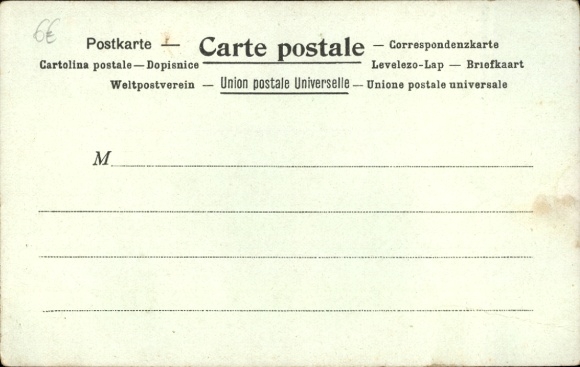 6€
Postkarte — Carte postale — Correspondenzkarte
Cartolina postale — Dopisnice Levelezo-Lap — Briefkaart
Weltpostverein — Union postale Universelle — Unione postale universale
M